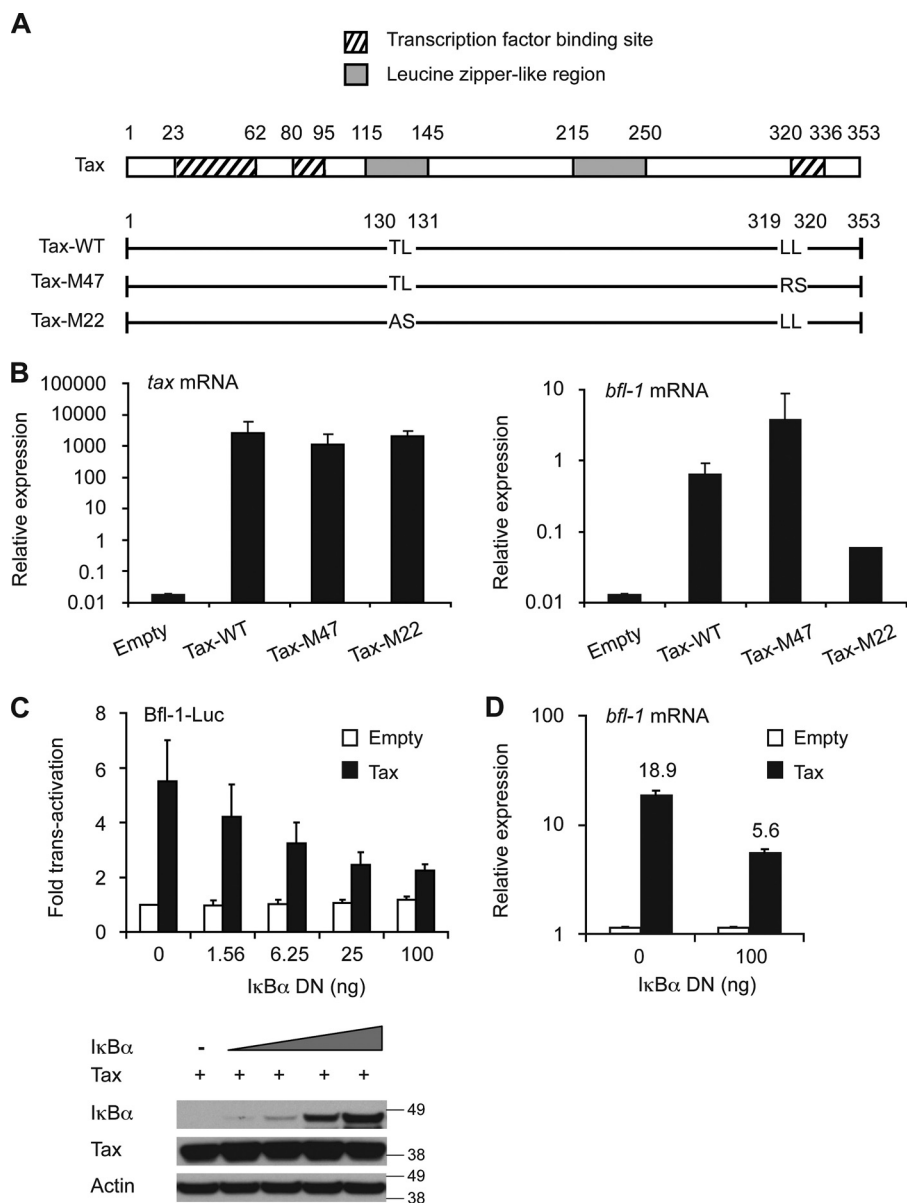 A
Transcription factor binding site
Leucine zipper-like region
1 23 62 80 95 115 145 215 250 320 336 353
Tax
1 130 131 319 320 353
Tax-WT TL LL
Tax-M47 TL RS
Tax-M22 AS LL
B
tax mRNA
100000
10000
1000
100
10
1
0.1
0.01
Relative expression
Empty Tax-WT Tax-M47 Tax-M22
bfl-1 mRNA
10
1
0.1
0.01
Relative expression
Empty Tax-WT Tax-M47 Tax-M22
C
Bfl-1-Luc
Empty
Tax
8
6
4
2
0
Fold trans-activation
0 1.56 6.25 25 100
IκBα DN (ng)
IκBα -
Tax + + + + +
IκBα 49
Tax 38
Actin 49
38
D
bfl-1 mRNA
Empty
Tax
100
10
1
Relative expression
18.9
5.6
0 100
IκBα DN (ng)